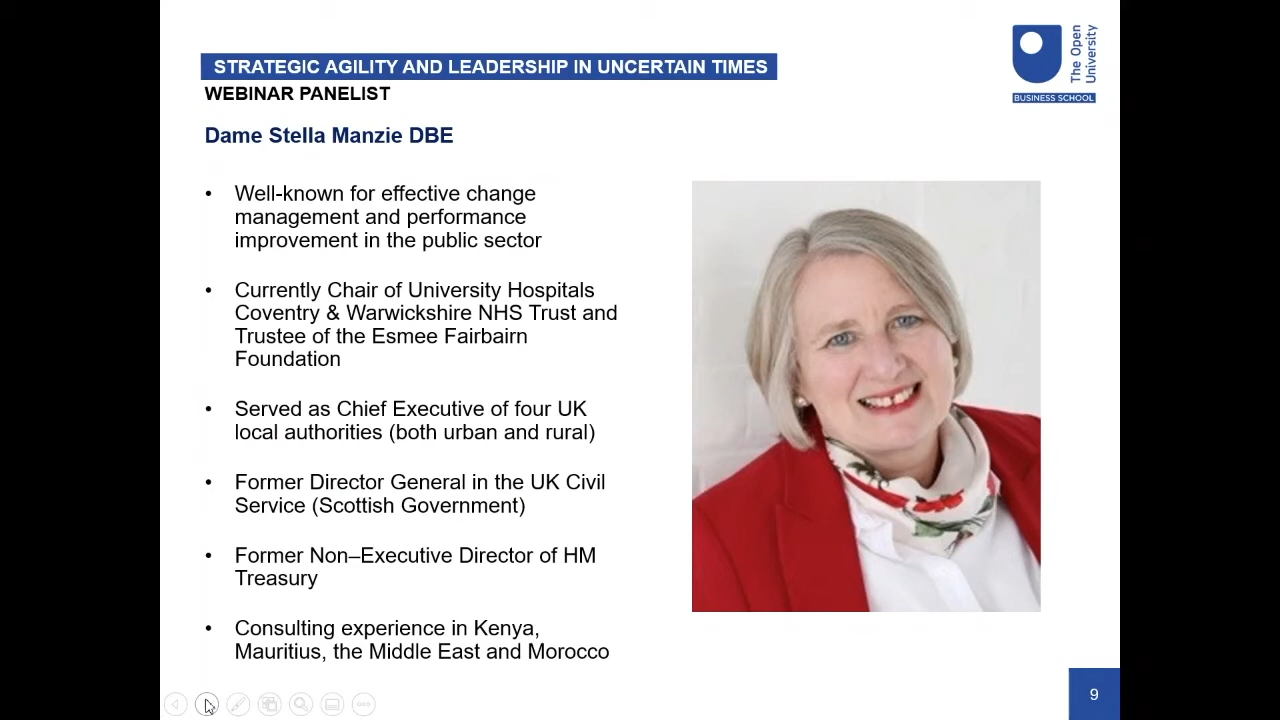 STRATEGIC AGILITY AND LEADERSHIP IN UNCERTAIN TIMES
WEBINAR PANELIST
The Open
University
BUSINESS SCHOOL
Dame Stella Manzie DBE
• Well-known for effective change
management and performance
improvement in the public sector
• Currently Chair of University Hospitals
Coventry & Warwickshire NHS Trust and
Trustee of the Esmee Fairbairn
Foundation
• Served as Chief Executive of four UK
local authorities (both urban and rural)
• Former Director General in the UK Civil
Service (Scottish Government)
• Former Non–Executive Director of HM
Treasury
• Consulting experience in Kenya,
Mauritius, the Middle East and Morocco
9